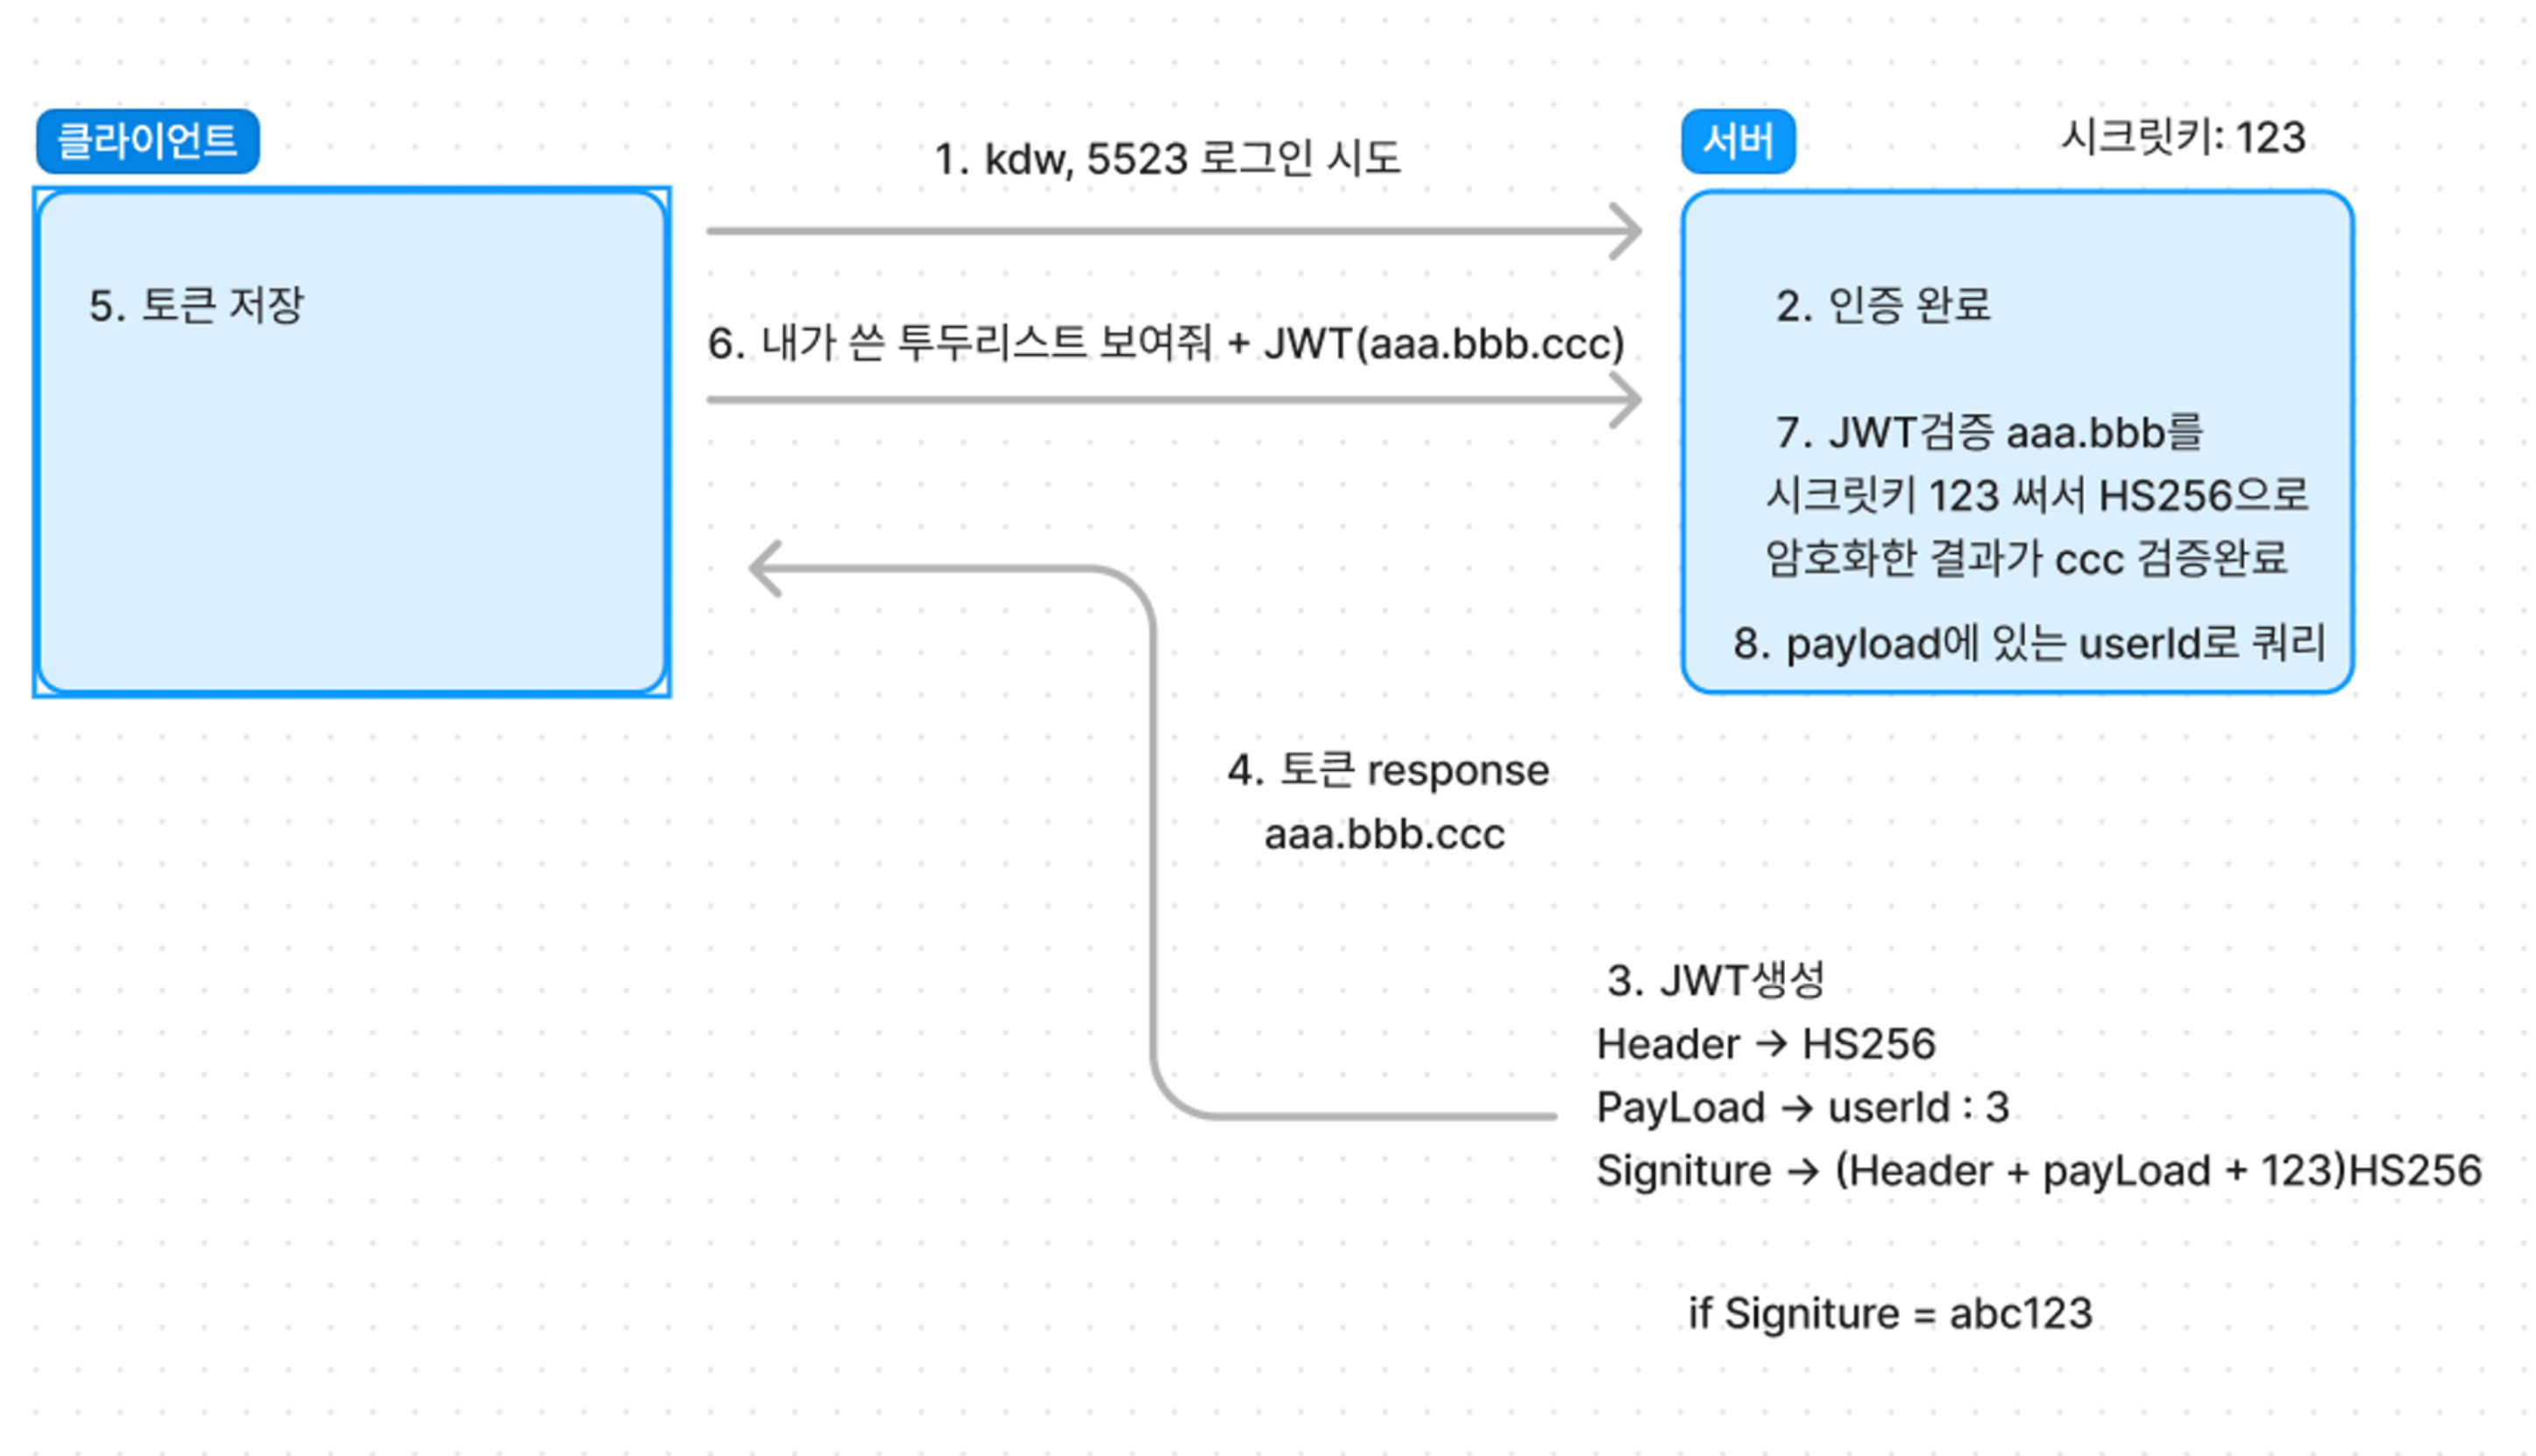 클라이언트
서버
시크릿키: 123
1. kdw, 5523 로그인 시도
5. 토큰 저장
2. 인증 완료
6. 내가 쓴 투두리스트 보여줘 + JWT(aaa.bbb.ccc)
7. JWT검증 aaa.bbb를
시크릿키 123 써서 HS256으로
암호화한 결과가 ccc 검증완료
8. payload에 있는 userId로 쿼리
4. 토큰 response
aaa.bbb.ccc
3. JWT생성
Header → HS256
PayLoad → userId : 3
Signiture → (Header + payLoad + 123)HS256
if Signiture = abc123